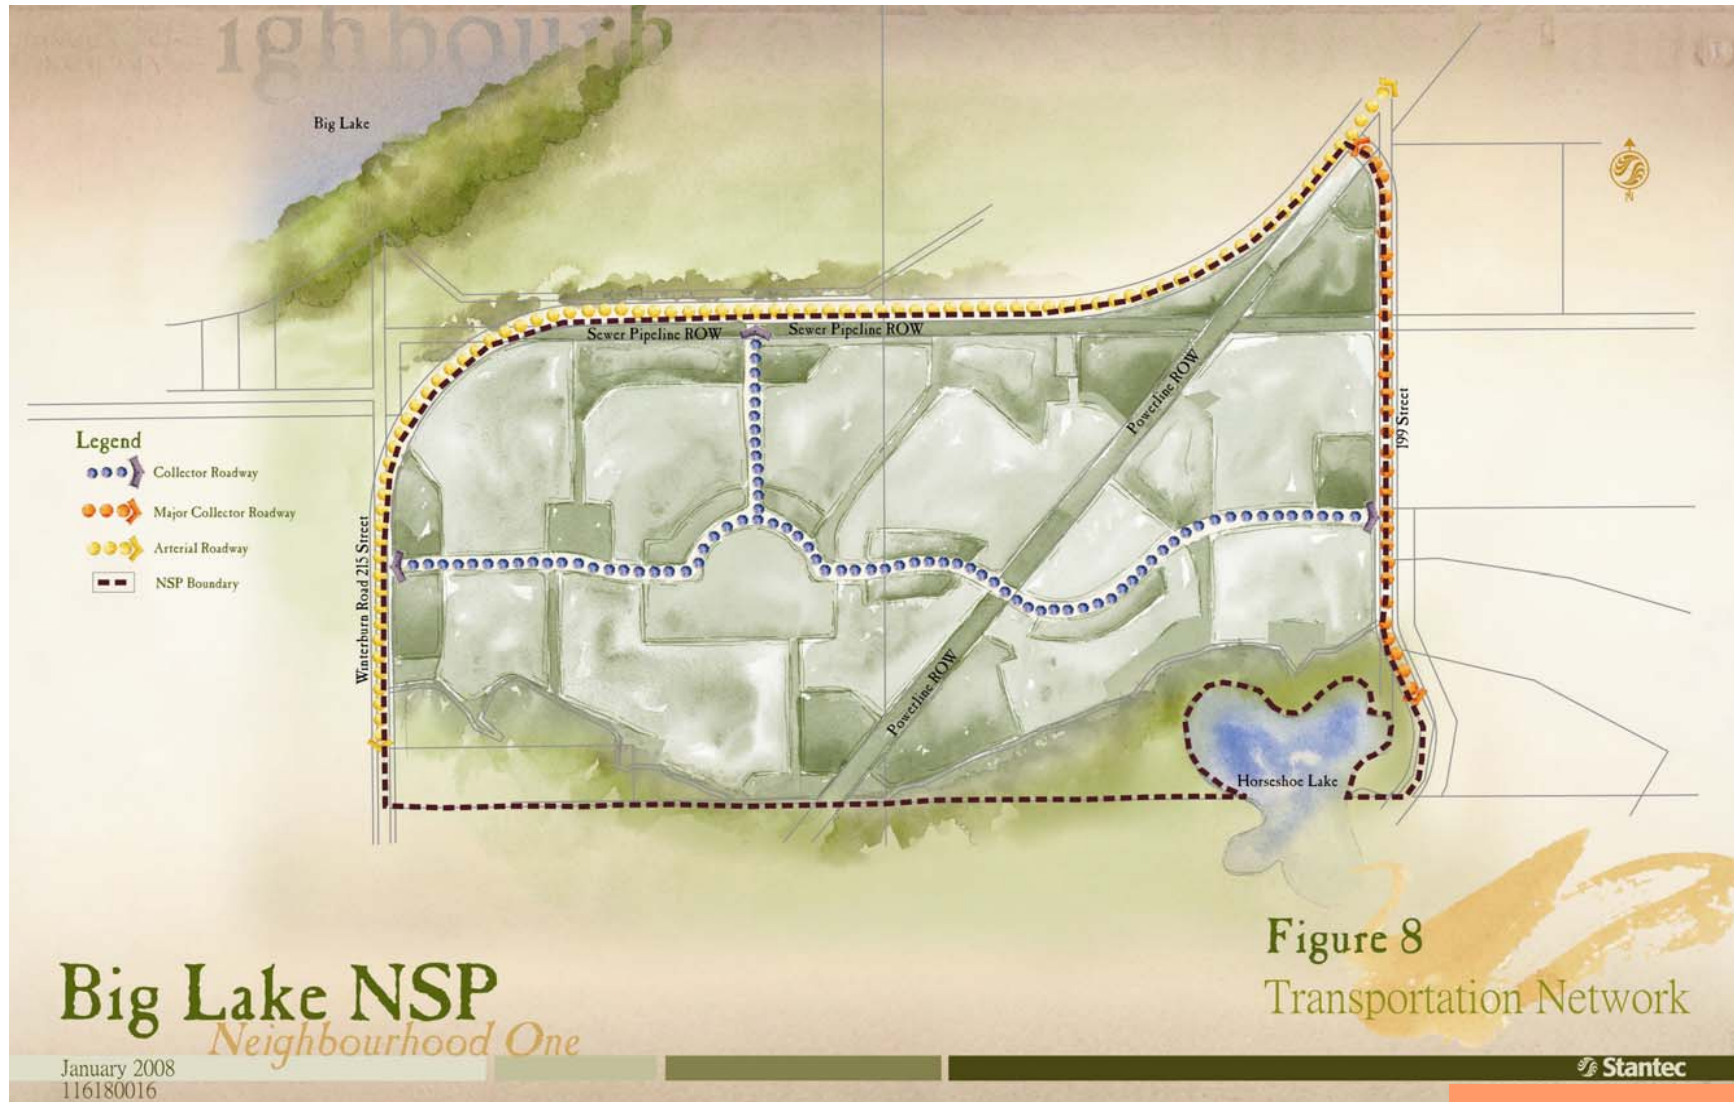 ighbourh
Big Lake
N
Sewer Pipeline ROW
Sewer Pipeline ROW
Powerline ROW
199 Street
Legend
Collector Roadway
Major Collector Roadway
Arterial Roadway
NSP Boundary
Winterburn Road 215 Street
Powerline ROW
Horseshoe Lake
Figure 8
Transportation Network
Big Lake NSP
Neighbourhood One
January 2008
116180016
Stantec